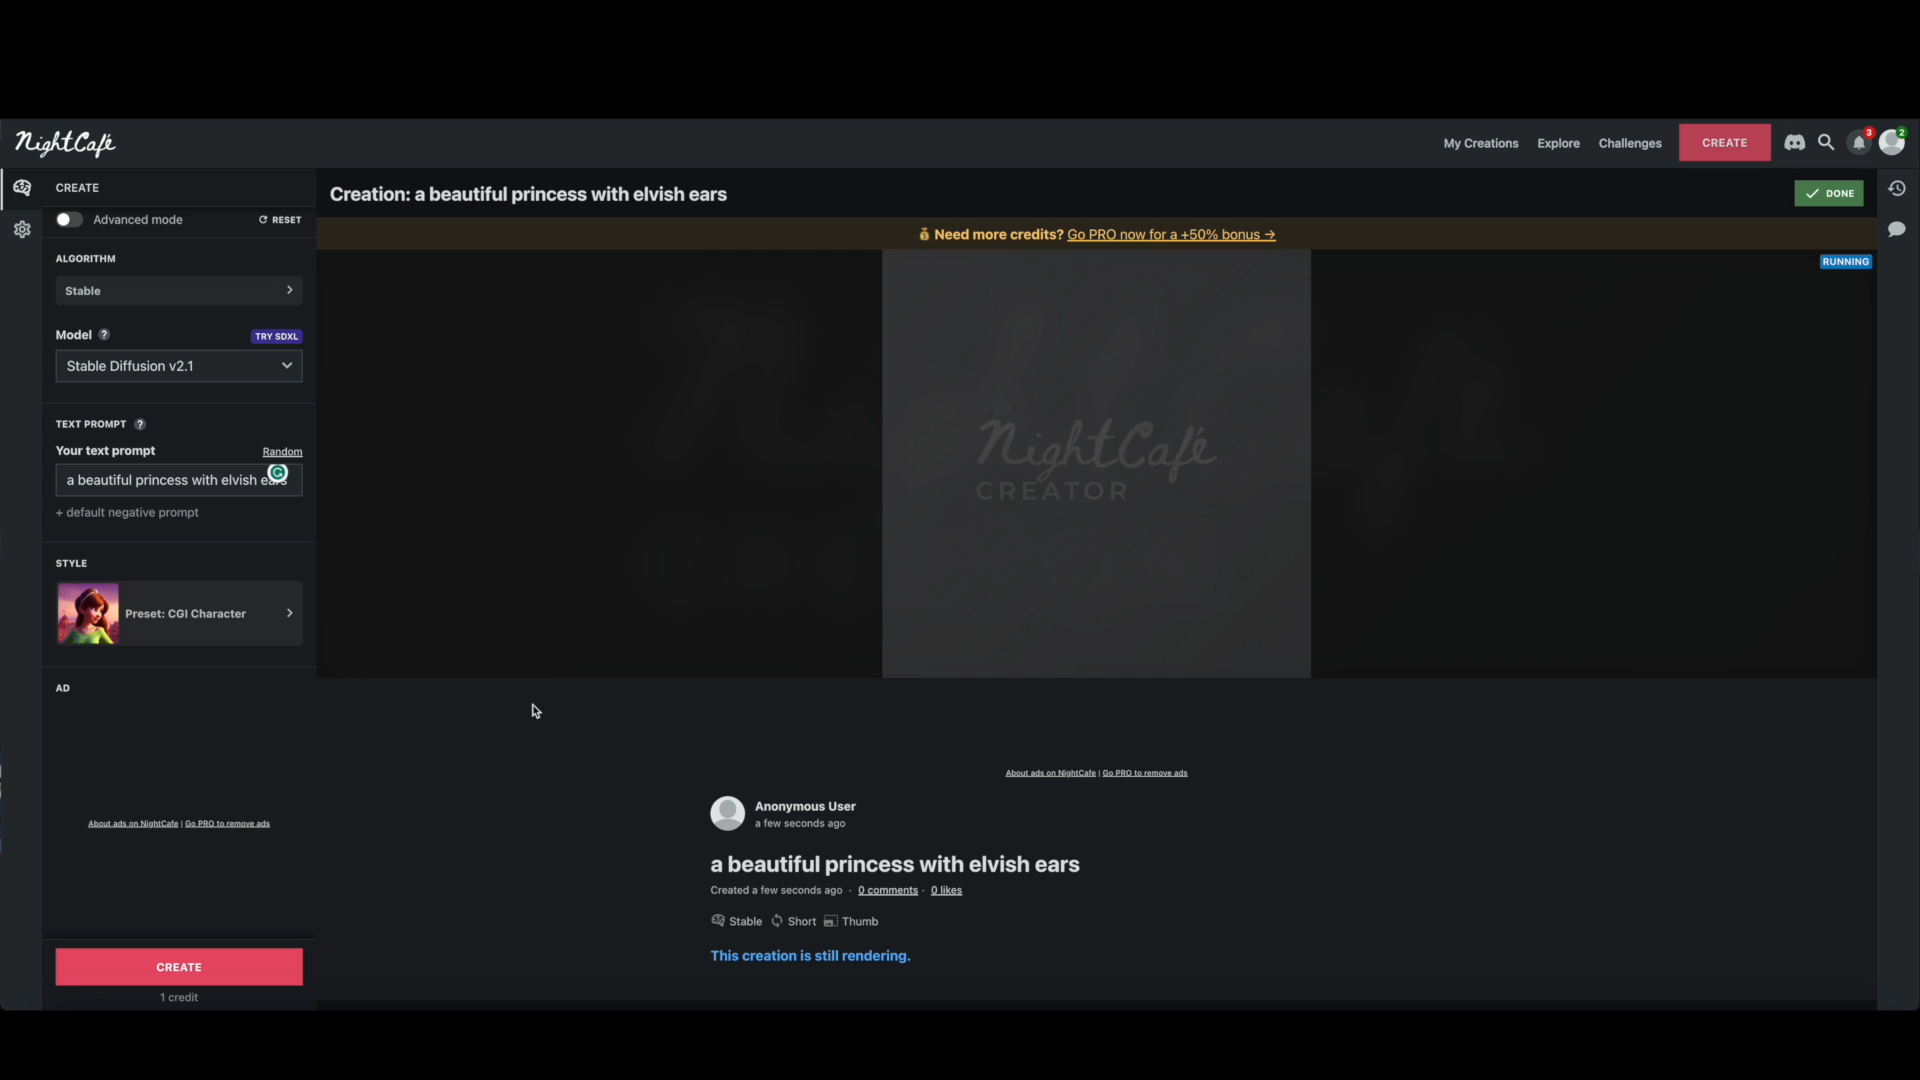 NightCafé
My Creations
Explore
Challenges
CREATE
3
2
CREATE
Advanced mode
RESET
ALGORITHM
Stable
Model ?
TRY SDXL
Stable Diffusion v2.1
TEXT PROMPT ?
Your text prompt
Random
a beautiful princess with elvish ears
+ default negative prompt
STYLE
Preset: CGI Character
AD
About ads on NightCafe | Go PRO to remove ads
CREATE
1 credit
Creation: a beautiful princess with elvish ears
DONE
Need more credits? Go PRO now for a +50% bonus →
RUNNING
NightCafé
CREATOR
About ads on NightCafe | Go PRO to remove ads
Anonymous User
a few seconds ago
a beautiful princess with elvish ears
Created a few seconds ago · 0 comments · 0 likes
Stable Short Thumb
This creation is still rendering.